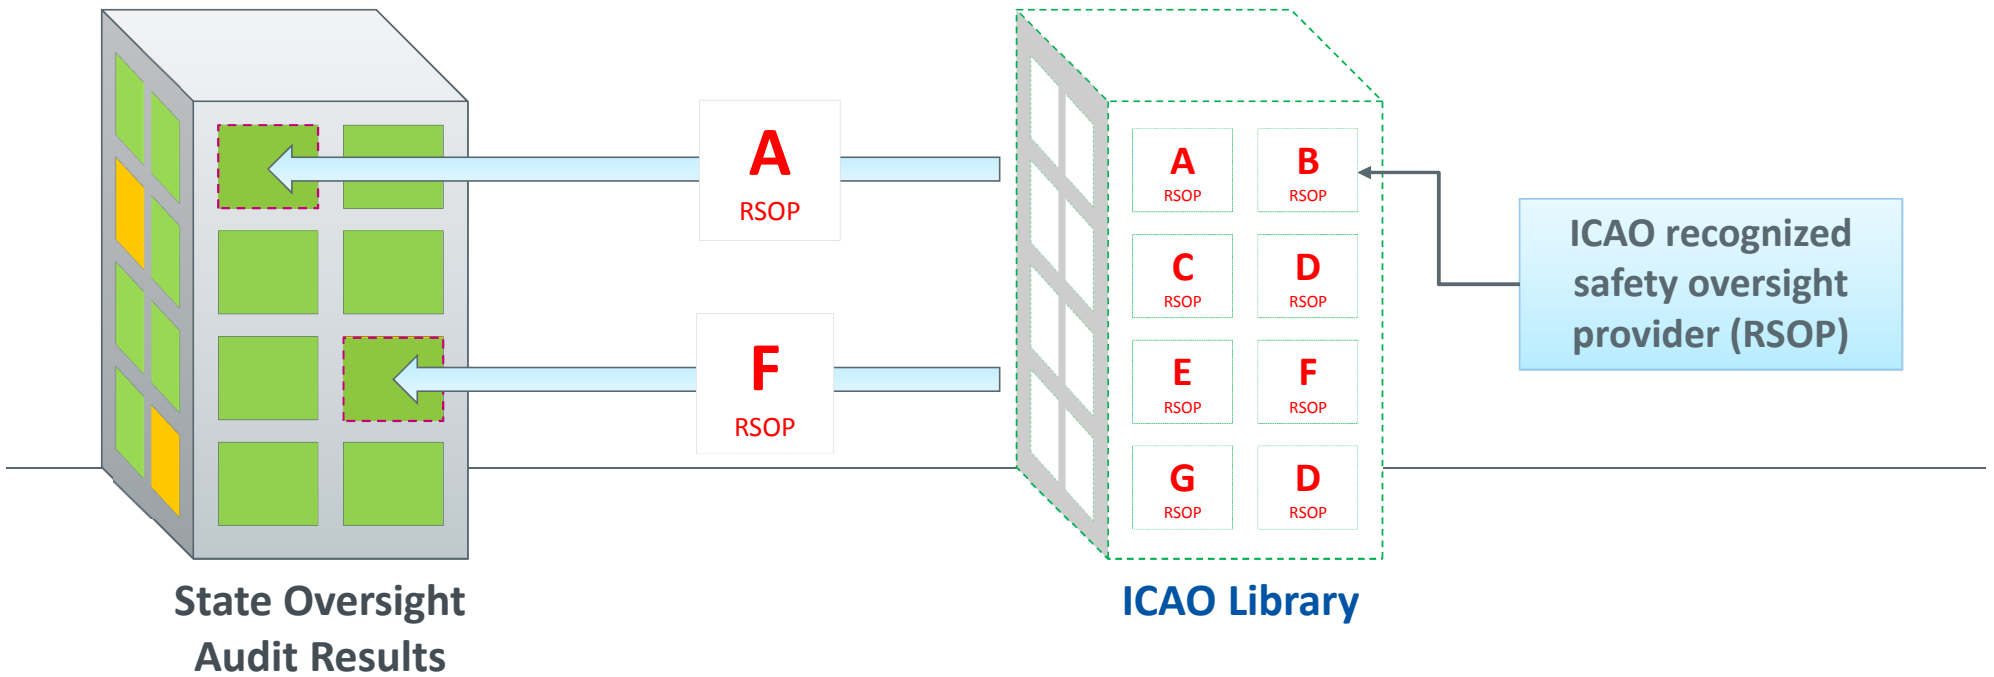 A
RSOP
F
RSOP
A
RSOP
B
RSOP
C
RSOP
D
RSOP
E
RSOP
F
RSOP
G
RSOP
D
RSOP
ICAO recognized
safety oversight
provider (RSOP)
State Oversight
Audit Results
ICAO Library